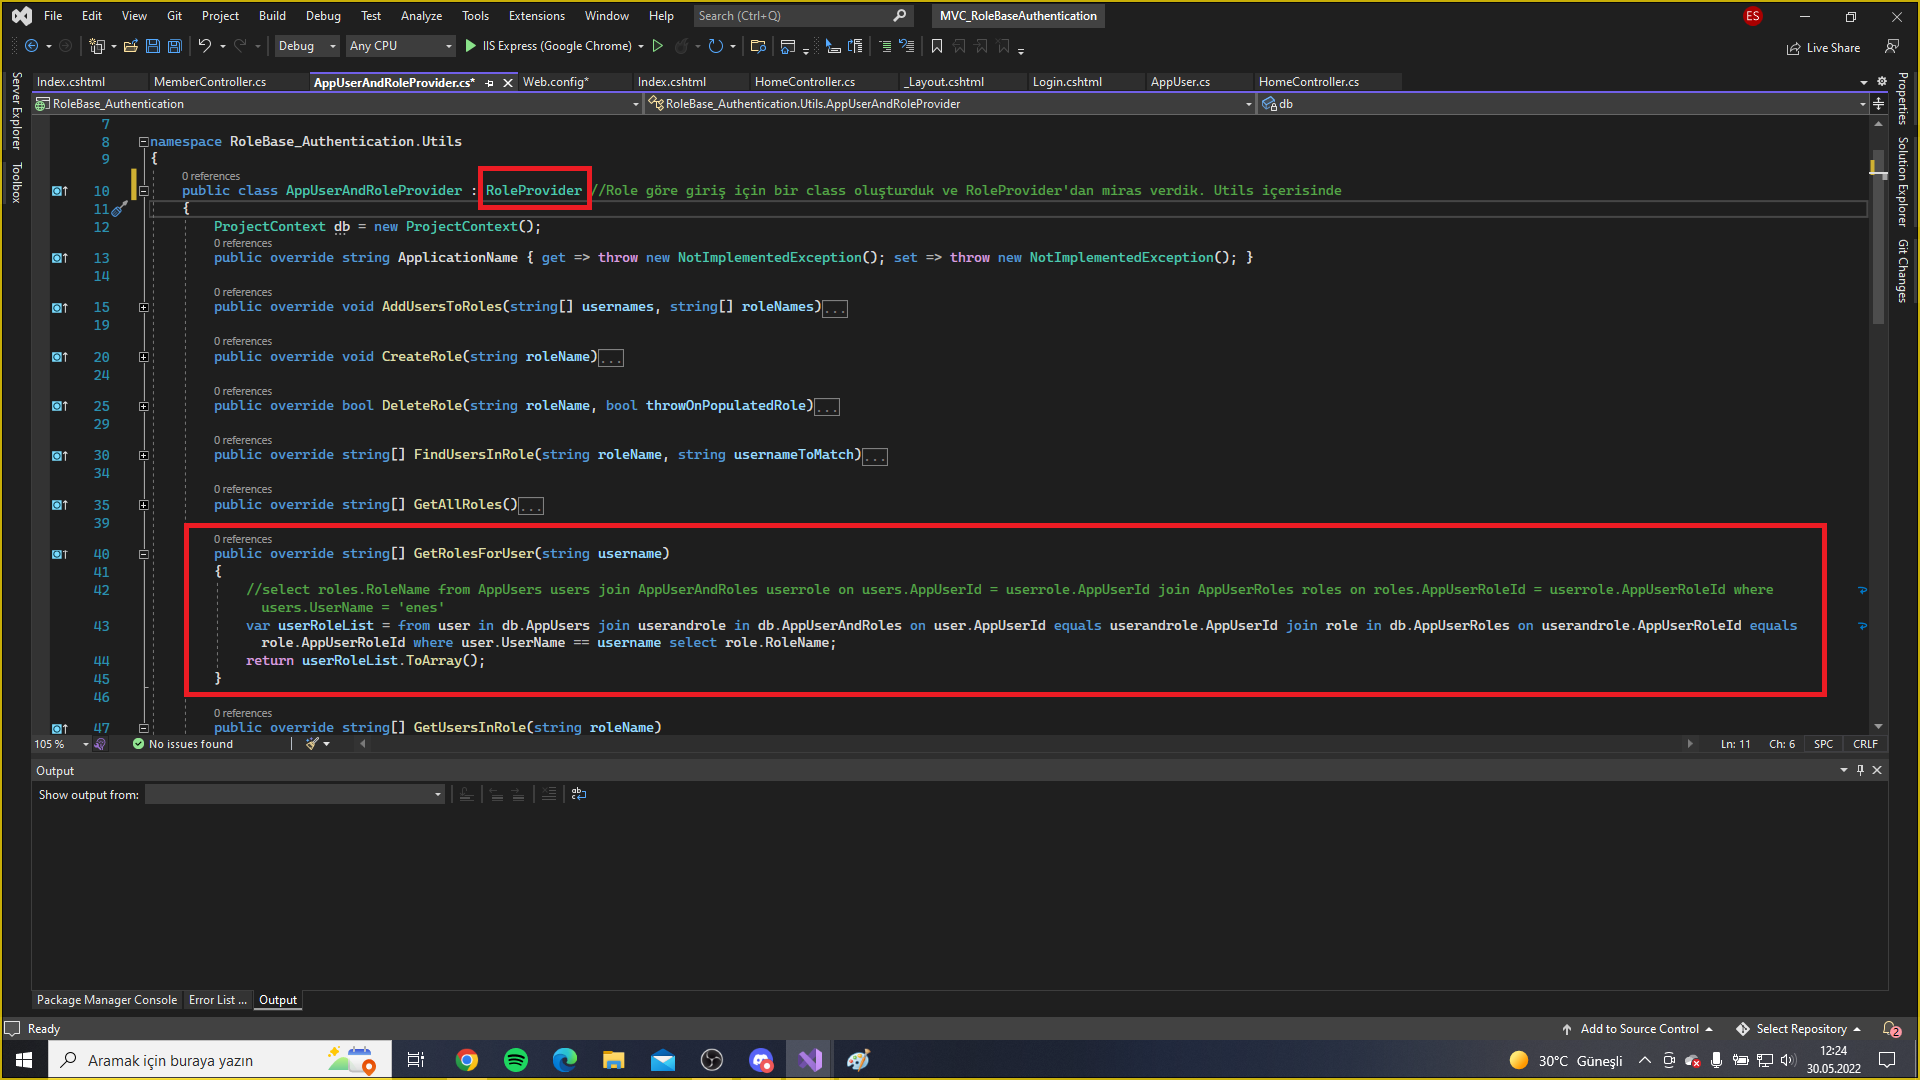 File Edit View Git Project Build Debug Test Analyze Tools Extensions Window Help Search (Ctrl+Q) MVC_RoleBaseAuthentication ES
Debug Any CPU IIS Express (Google Chrome) Live Share
Index.cshtml MemberController.cs AppUserAndRoleProvider.cs* Web.config* Index.cshtml HomeController.cs _Layout.cshtml Login.cshtml AppUser.cs HomeController.cs
RoleBase_Authentication RoleBase_Authentication.Utils.AppUserAndRoleProvider db
Server Explorer
Toolbox
Properties
Solution Explorer
Git Changes
7
8 namespace RoleBase_Authentication.Utils
9 {
0 references
10 public class AppUserAndRoleProvider : RoleProvider //Role göre giriş için bir class oluşturduk ve RoleProvider'dan miras verdik. Utils içerisinde
11 {
12 ProjectContext db = new ProjectContext();
0 references
13 public override string ApplicationName { get => throw new NotImplementedException(); set => throw new NotImplementedException(); }
14
0 references
15 public override void AddUsersToRoles(string[] usernames, string[] roleNames)...
19
0 references
20 public override void CreateRole(string roleName)...
24
0 references
25 public override bool DeleteRole(string roleName, bool throwOnPopulatedRole)...
29
0 references
30 public override string[] FindUsersInRole(string roleName, string usernameToMatch)...
34
0 references
35 public override string[] GetAllRoles()...
39
0 references
40 public override string[] GetRolesForUser(string username)
41 {
42 //select roles.RoleName from AppUsers users join AppUserAndRoles userrole on users.AppUserId = userrole.AppUserId join AppUserRoles roles on roles.AppUserRoleId = userrole.AppUserRoleId where
users.UserName = 'enes'
43 var userRoleList = from user in db.AppUsers join userandrole in db.AppUserAndRoles on user.AppUserId equals userandrole.AppUserId join role in db.AppUserRoles on userandrole.AppUserRoleId equals
role.AppUserRoleId where user.UserName == username select role.RoleName;
44 return userRoleList.ToArray();
45 }
46
0 references
47 public override string[] GetUsersInRole(string roleName)
105 % No issues found Ln: 11 Ch: 6 SPC CRLF
Output
Show output from:
Package Manager Console Error List ... Output
Ready Add to Source Control Select Repository 2
Aramak için buraya yazın 30°C Güneşli 12:24
30.05.2022